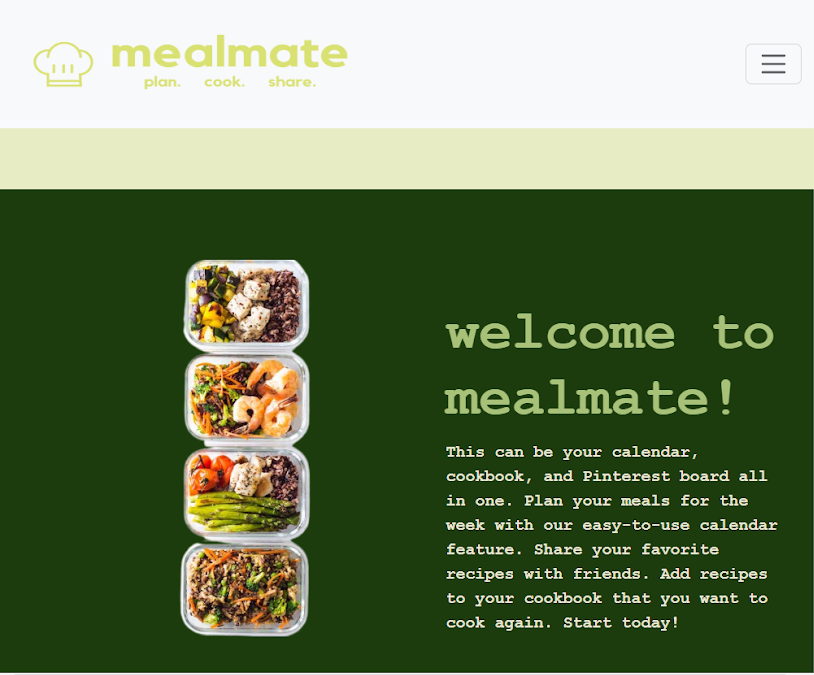 mealmate
plan. cook. share.
welcome to
mealmate!
This can be your calendar,
cookbook, and Pinterest board all
in one. Plan your meals for the
week with our easy-to-use calendar
feature. Share your favorite
recipes with friends. Add recipes
to your cookbook that you want to
cook again. Start today!